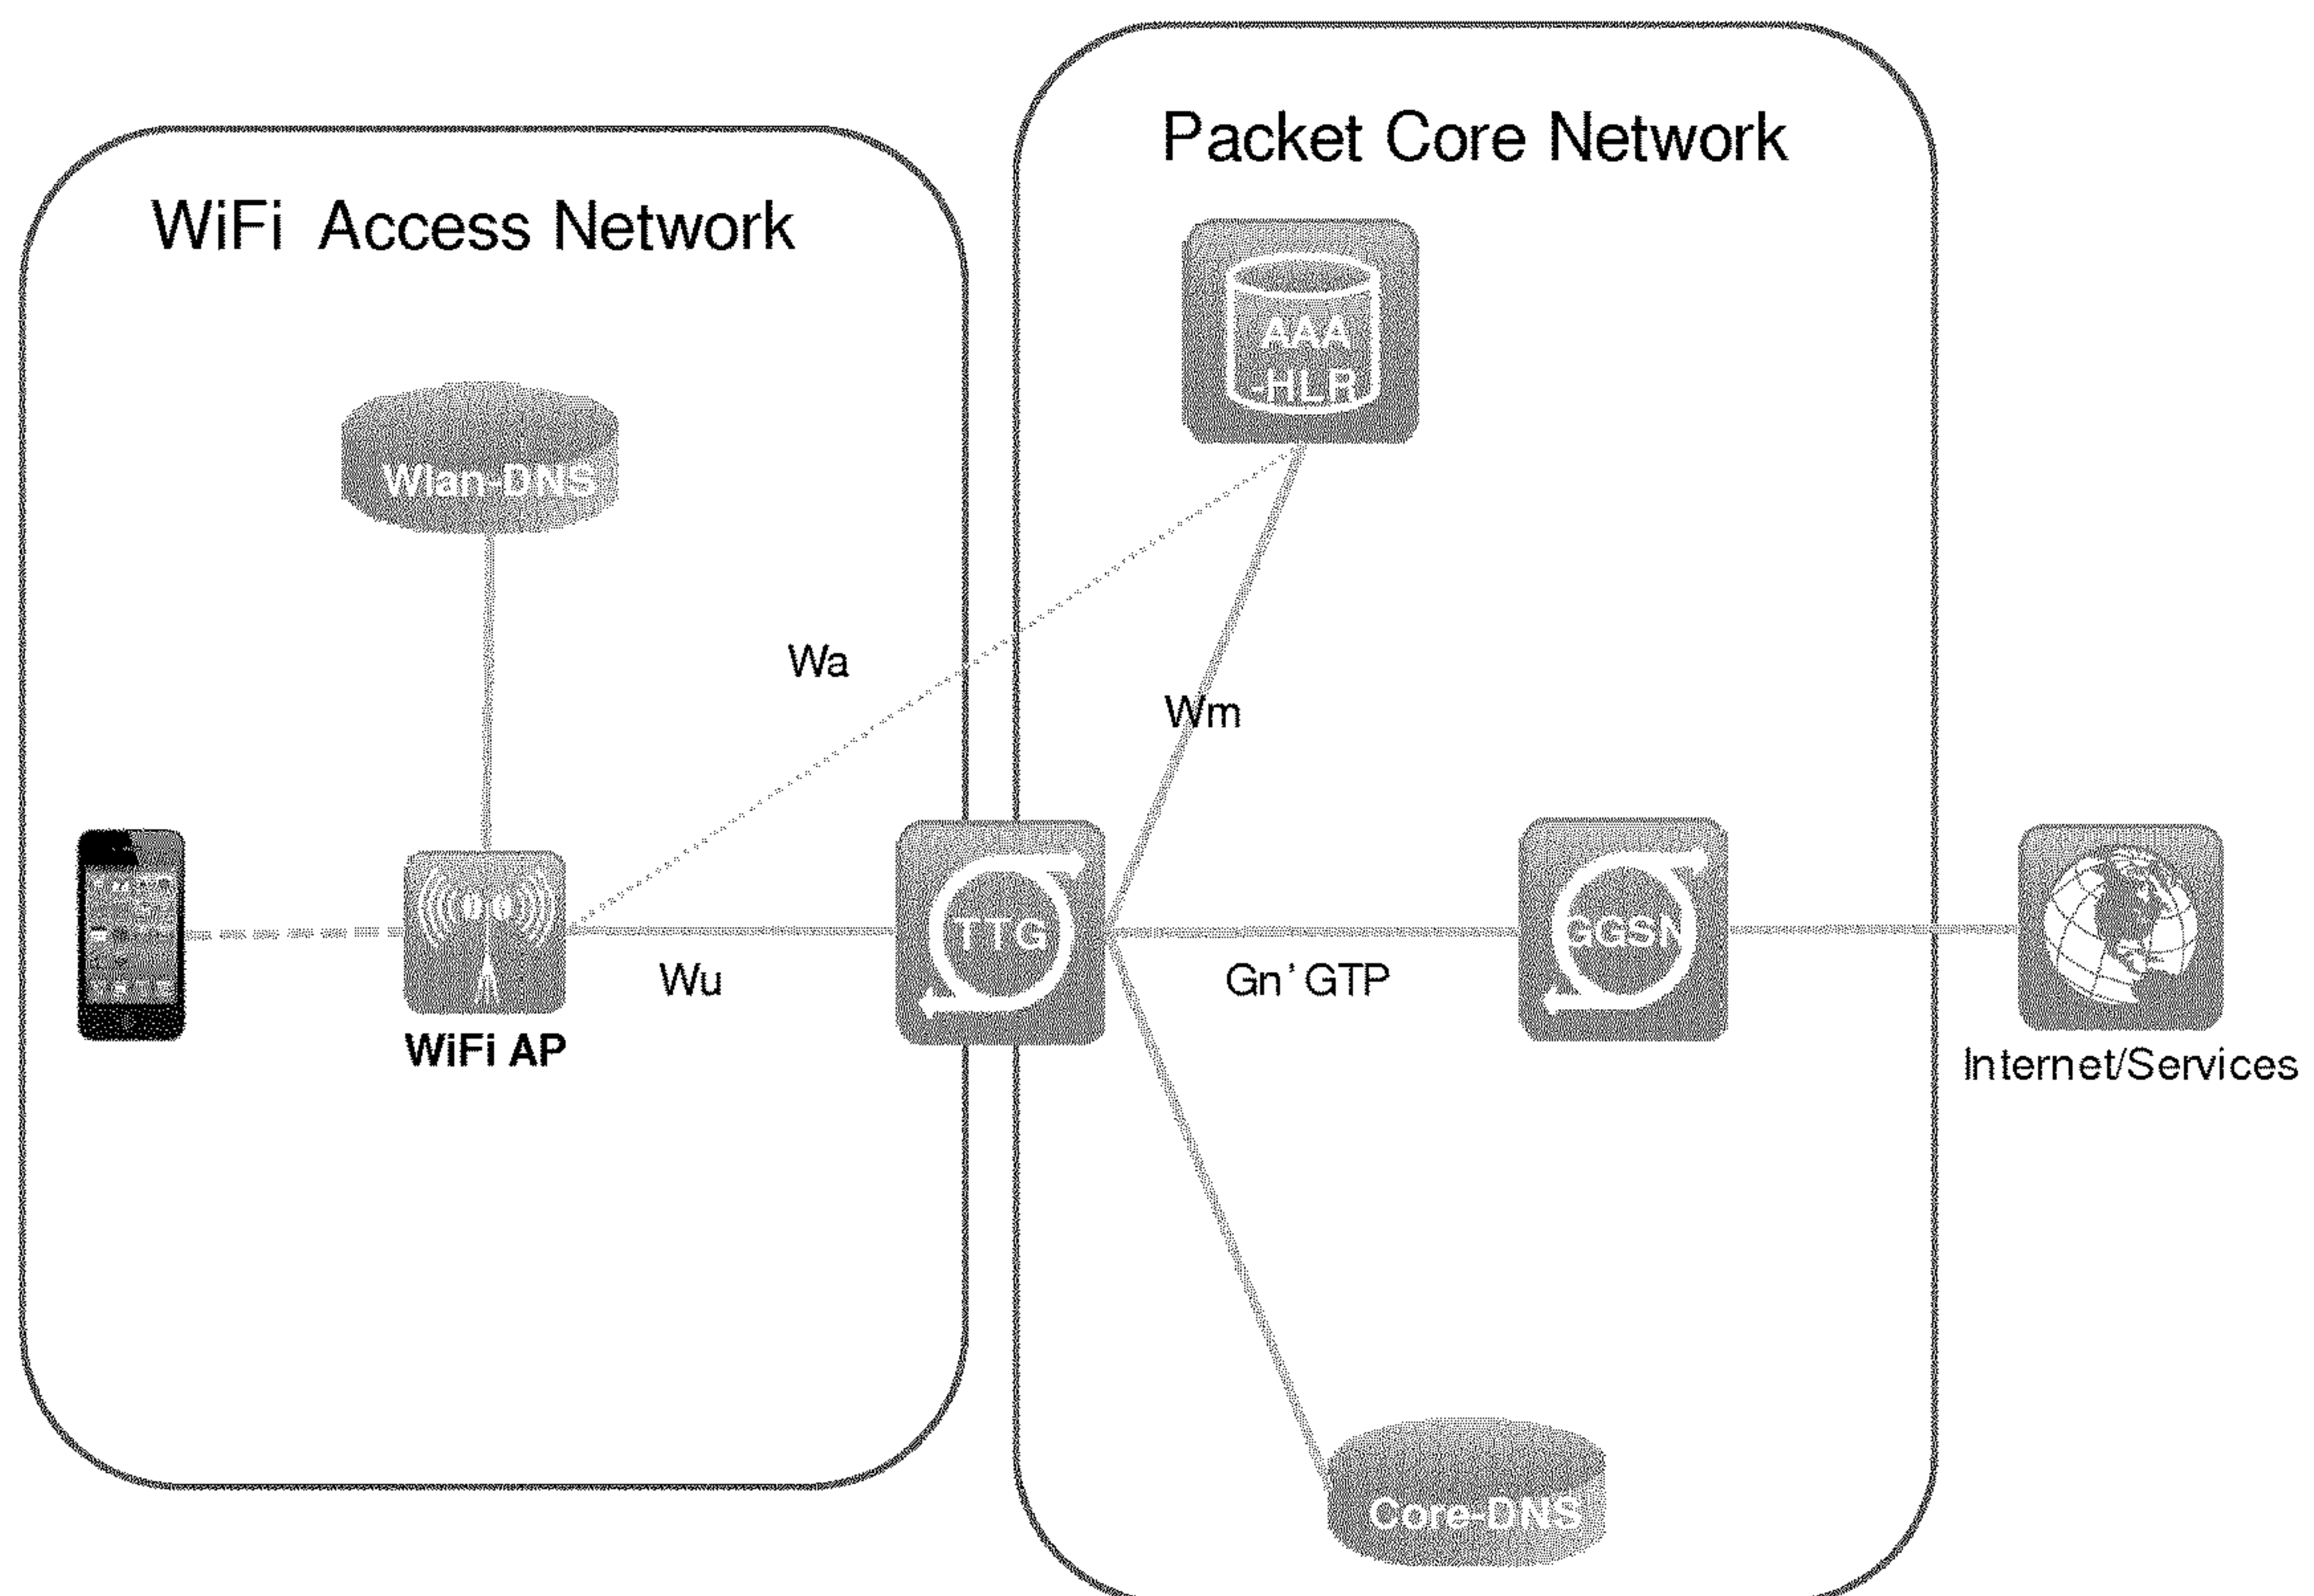 Packet Core Network
WiFi Access Network
AAA
-HLR
Wlan-DNS
Wa
Wm
TTG
GGSN
Wu
Gn' GTP
WiFi AP
Internet/Services
Core-DNS